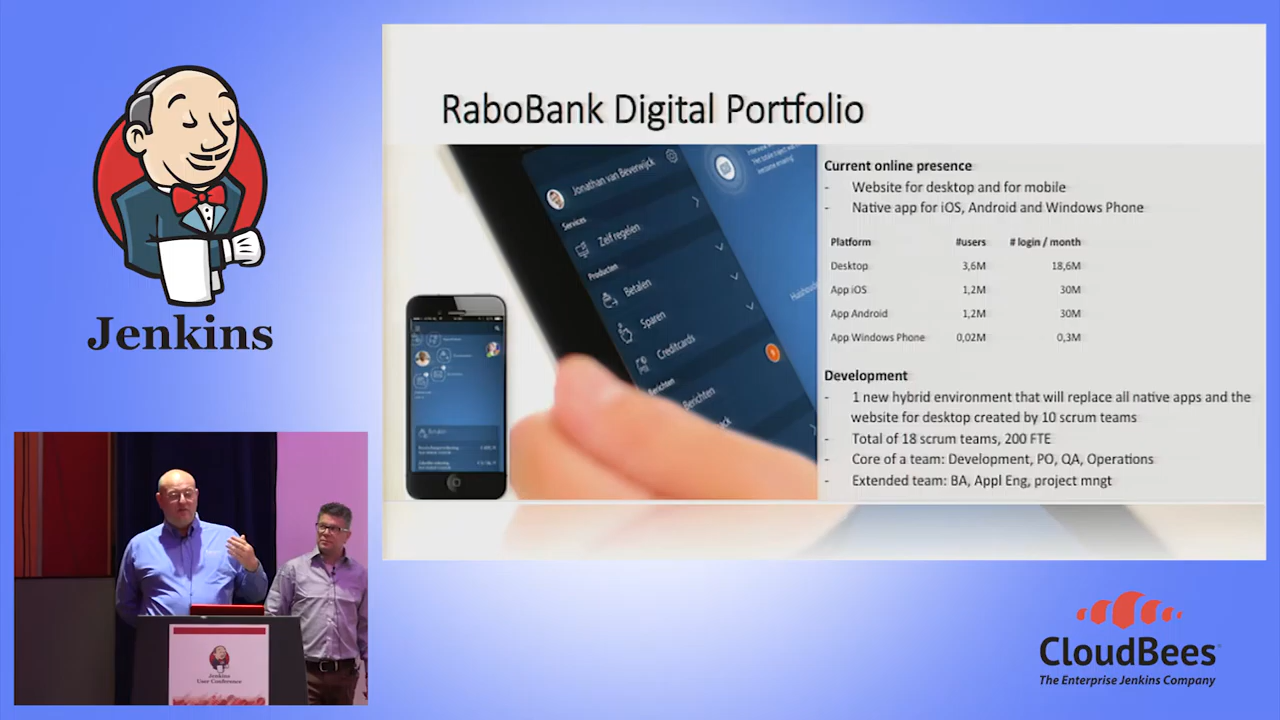 RaboBank Digital Portfolio
Current online presence
- Website for desktop and for mobile
- Native app for iOS, Android and Windows Phone
Platform #users # login / month
Desktop 3,6M 18,6M
App iOS 1,2M 30M
App Android 1,2M 30M
App Windows Phone 0,02M 0,3M
Development
- 1 new hybrid environment that will replace all native apps and the
website for desktop created by 10 scrum teams
- Total of 18 scrum teams, 200 FTE
- Core of a team: Development, PO, QA, Operations
- Extended team: BA, Appl Eng, project mngt
Jonathan van Beverwijck
Services
Zelf regelen
Producten
Betalen
Sparen
Creditcards
Berichten
Berichten
Jenkins
Jenkins
User Conference
CloudBees
The Enterprise Jenkins Company